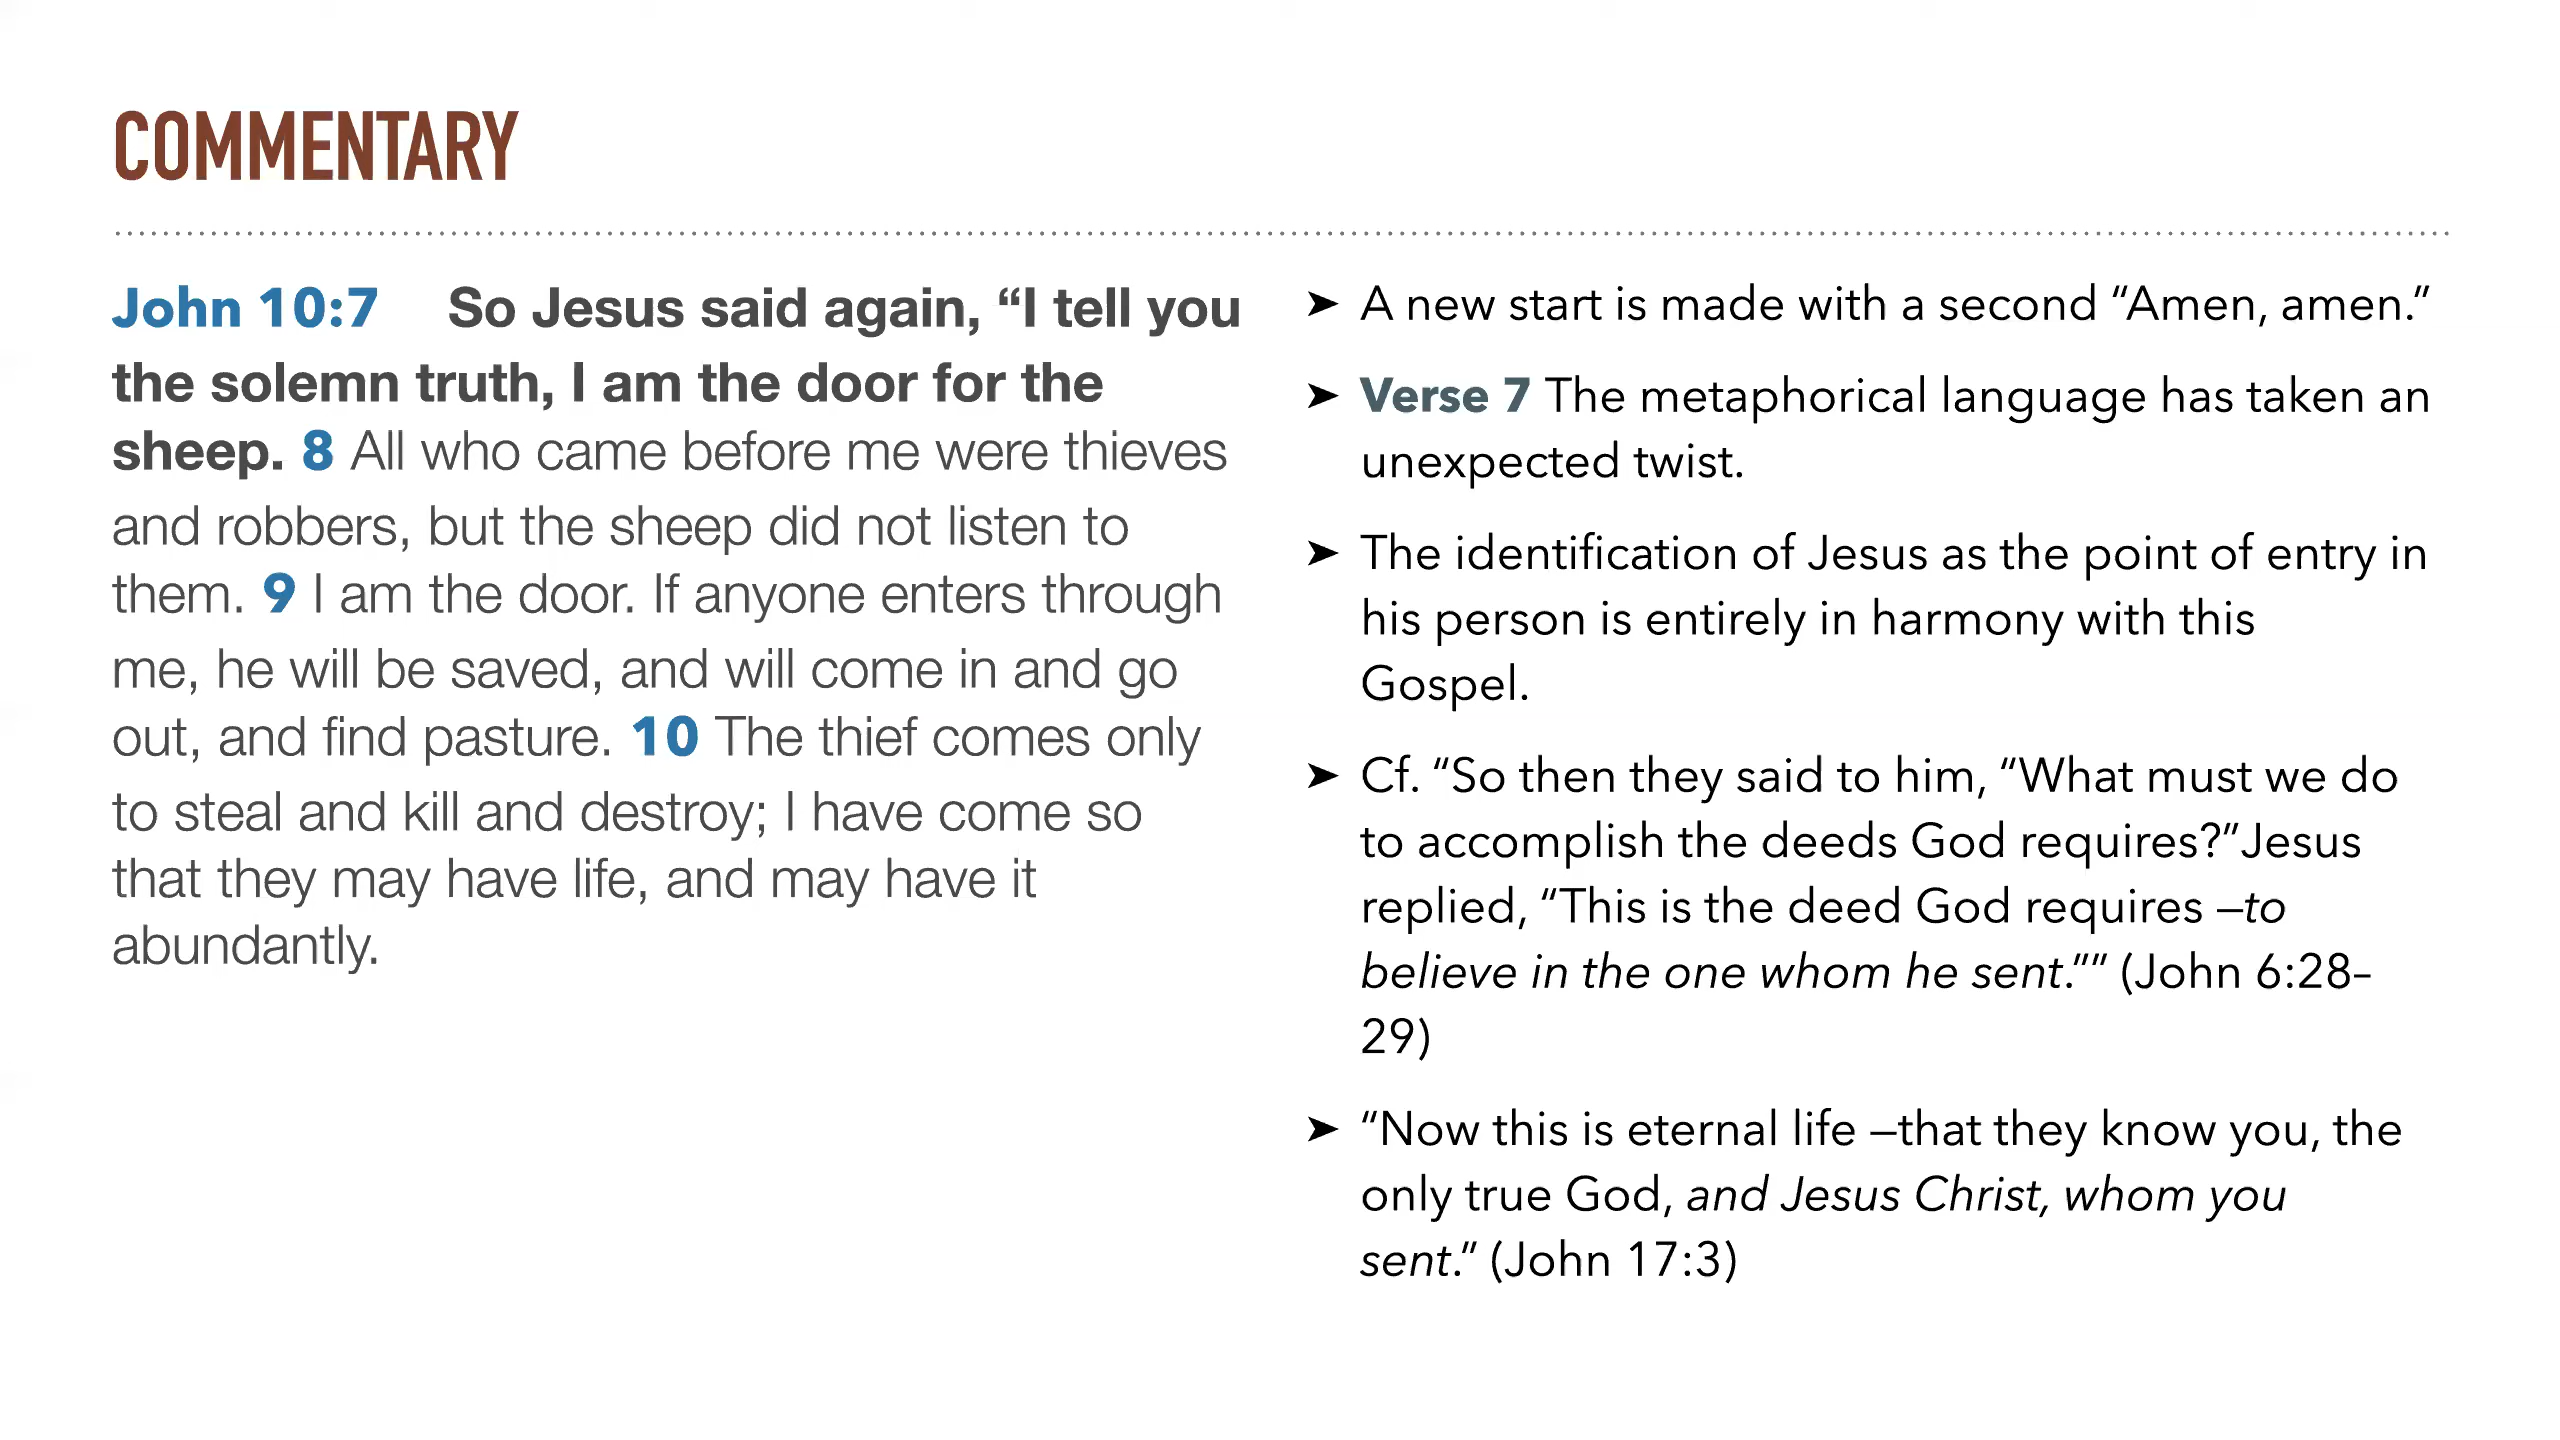 COMMENTARY
John 10:7 So Jesus said again, “I tell you
the solemn truth, I am the door for the
sheep. 8 All who came before me were thieves
and robbers, but the sheep did not listen to
them. 9 I am the door. If anyone enters through
me, he will be saved, and will come in and go
out, and find pasture. 10 The thief comes only
to steal and kill and destroy; I have come so
that they may have life, and may have it
abundantly.
➤ A new start is made with a second “Amen, amen.”
➤ Verse 7 The metaphorical language has taken an
unexpected twist.
➤ The identification of Jesus as the point of entry in
his person is entirely in harmony with this
Gospel.
➤ Cf. “So then they said to him, “What must we do
to accomplish the deeds God requires?”Jesus
replied, “This is the deed God requires –to
believe in the one whom he sent.”” (John 6:28–
29)
➤ “Now this is eternal life –that they know you, the
only true God, and Jesus Christ, whom you
sent.” (John 17:3)